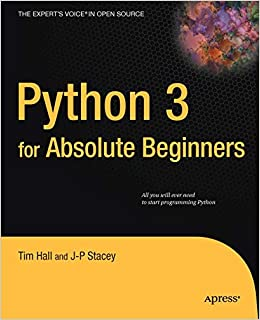 THE EXPERT'S VOICE® IN OPEN SOURCE
Python 3
for Absolute Beginners
All you will ever need
to start programming Python
Tim Hall and J-P Stacey
Apress®